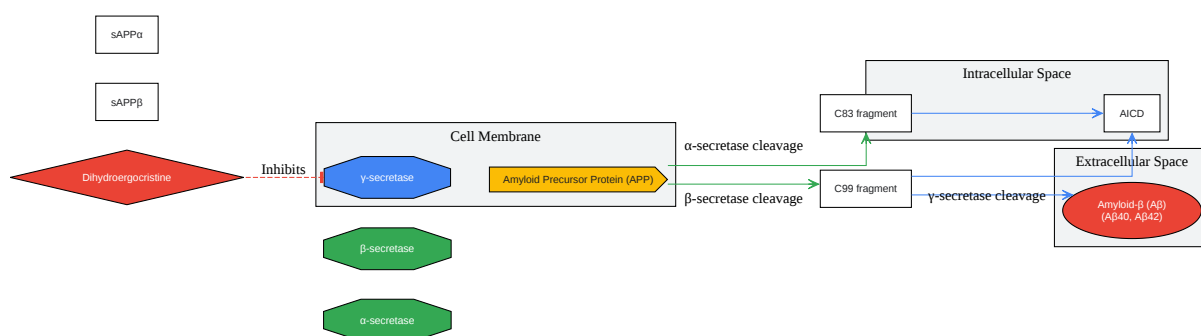 sAPPα
sAPPβ
Dihydroergocristine
Inhibits
Cell Membrane
γ-secretase
Amyloid Precursor Protein (APP)
β-secretase
α-secretase
α-secretase cleavage
β-secretase cleavage
Intracellular Space
C83 fragment
AICD
C99 fragment
γ-secretase cleavage
Extracellular Space
Amyloid-β (Aβ)
(Aβ40, Aβ42)